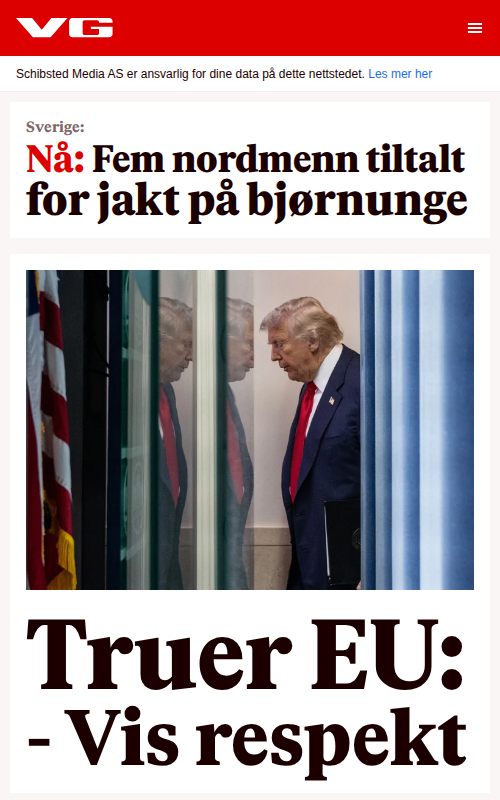 VG
Schibsted Media AS er ansvarlig for dine data på dette nettstedet. Les mer her
Sverige:
Nå: Fem nordmenn tiltalt
for jakt på bjørnunge
Truer EU:
- Vis respekt